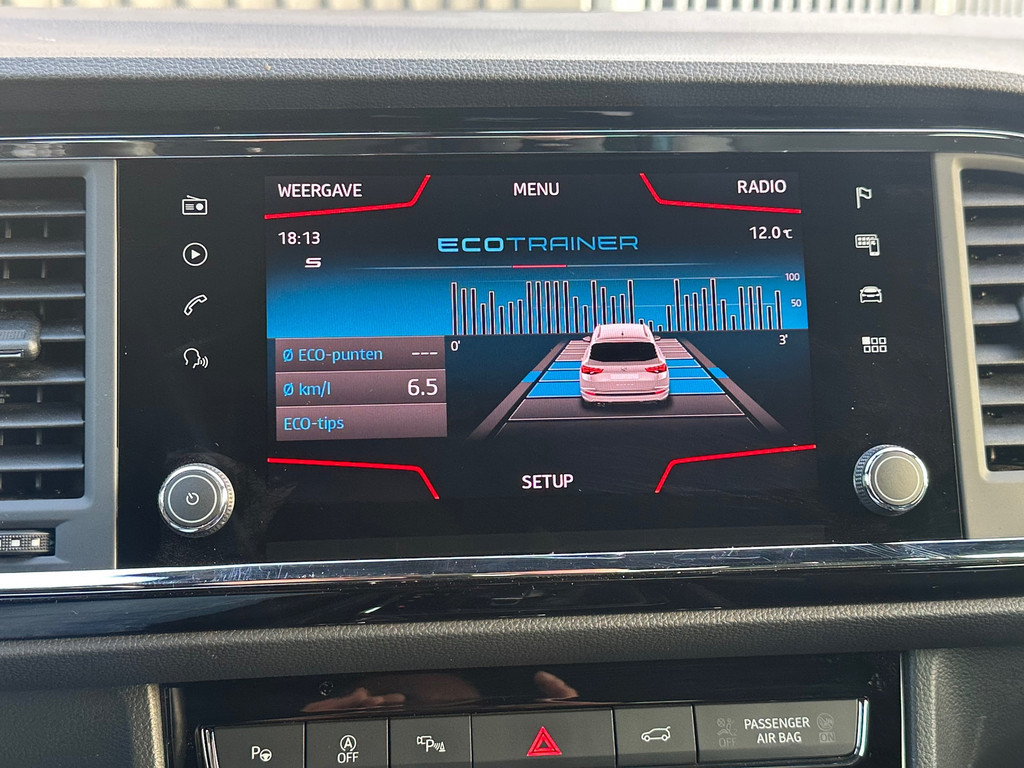 WEERGAVE
MENU
RADIO
18:13
ECOTRAINER
12.0℃
S
100
50
0'
3'
Ø ECO-punten ---
Ø km/l 6.5
ECO-tips
SETUP
P
A
OFF
P
PASSENGER
AIR BAG
OFF
ON